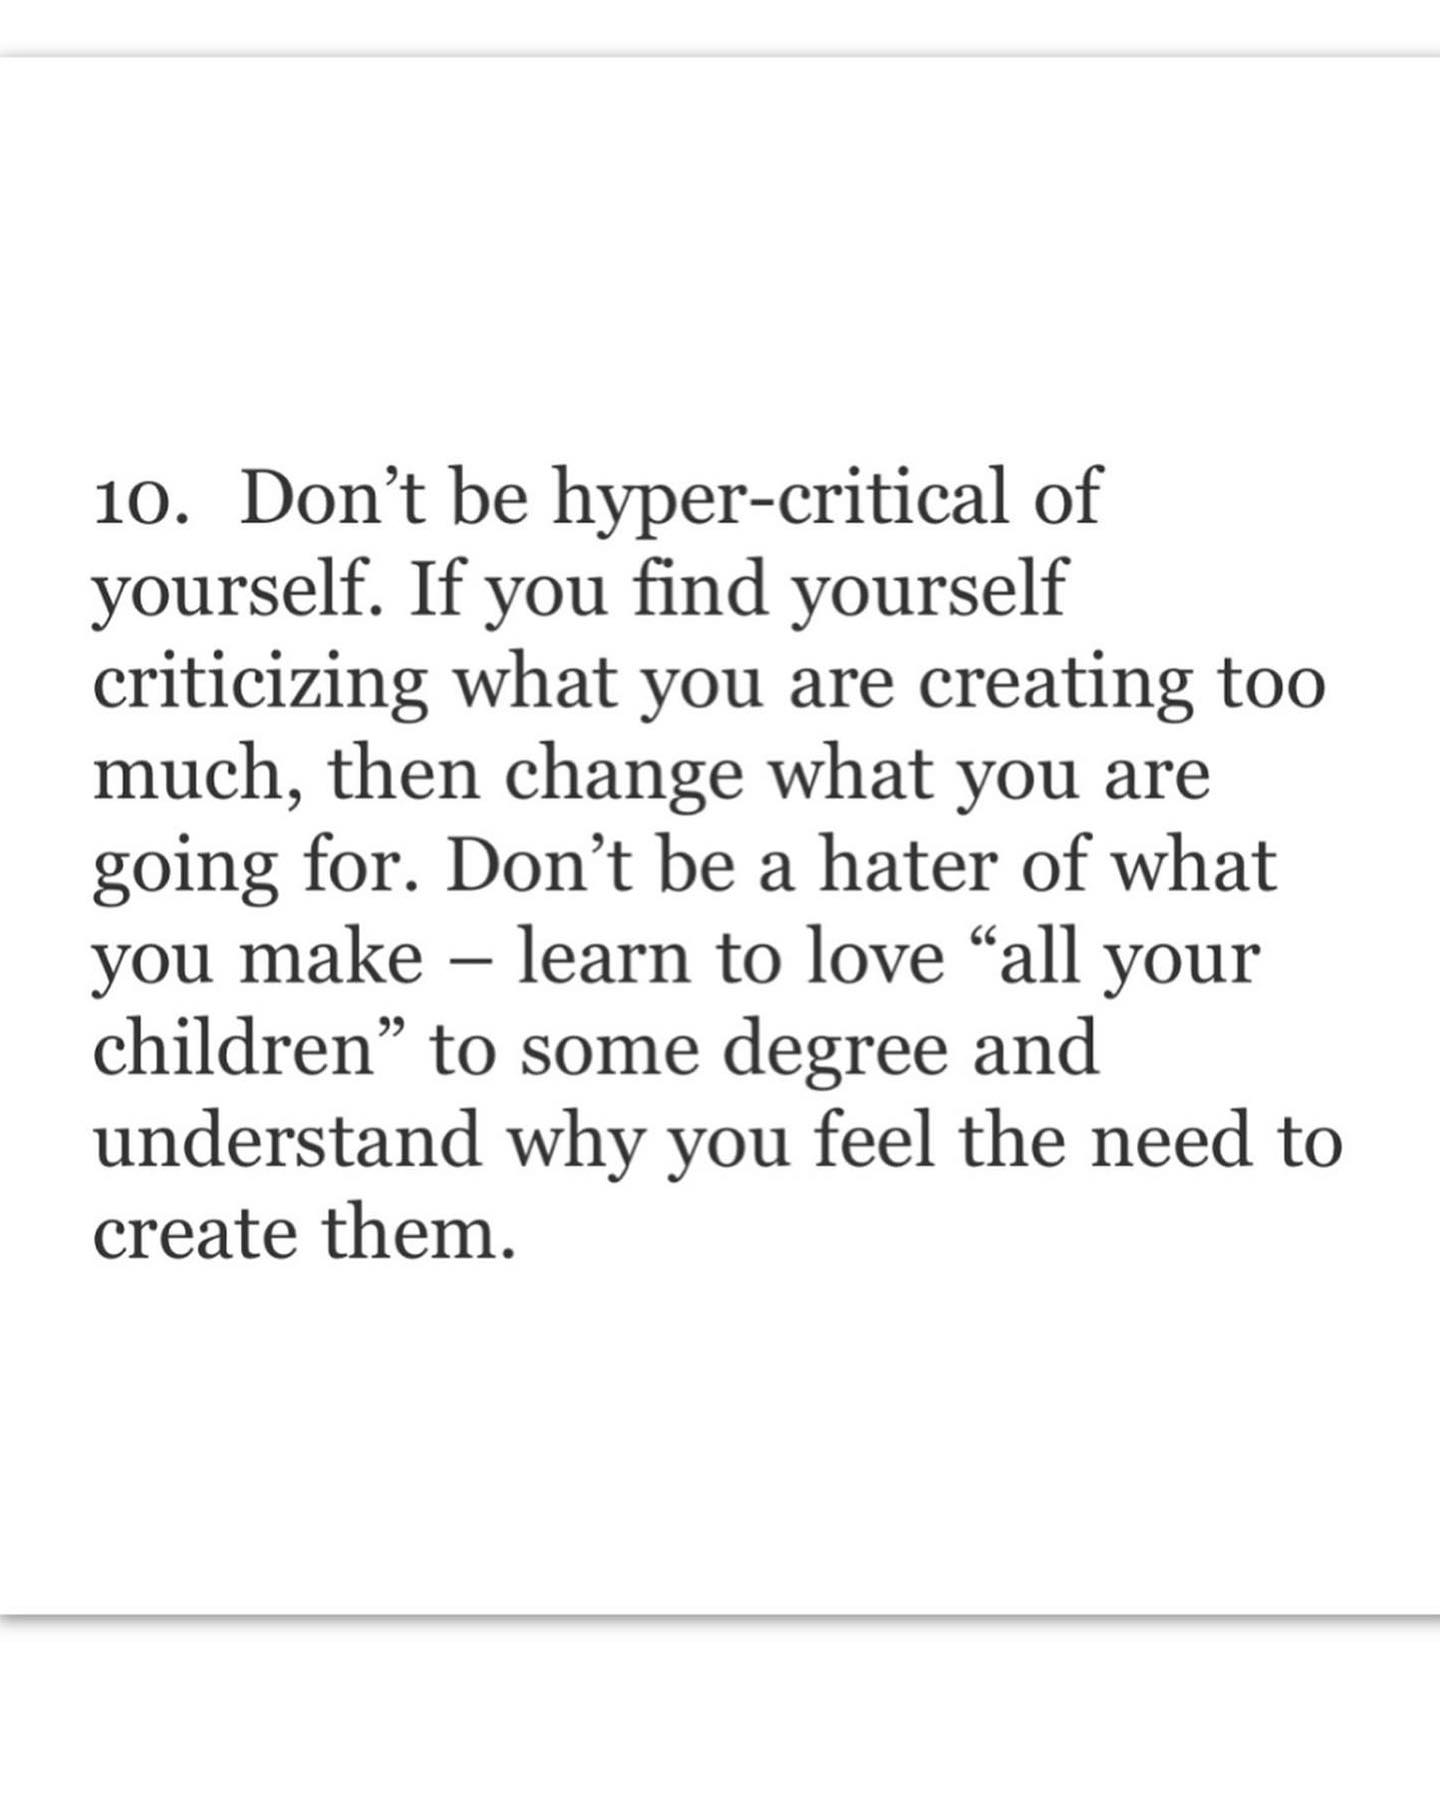 10.  Don’t be hyper-critical of
yourself. If you find yourself
criticizing what you are creating too
much, then change what you are
going for. Don’t be a hater of what
you make – learn to love “all your
children” to some degree and
understand why you feel the need to
create them.